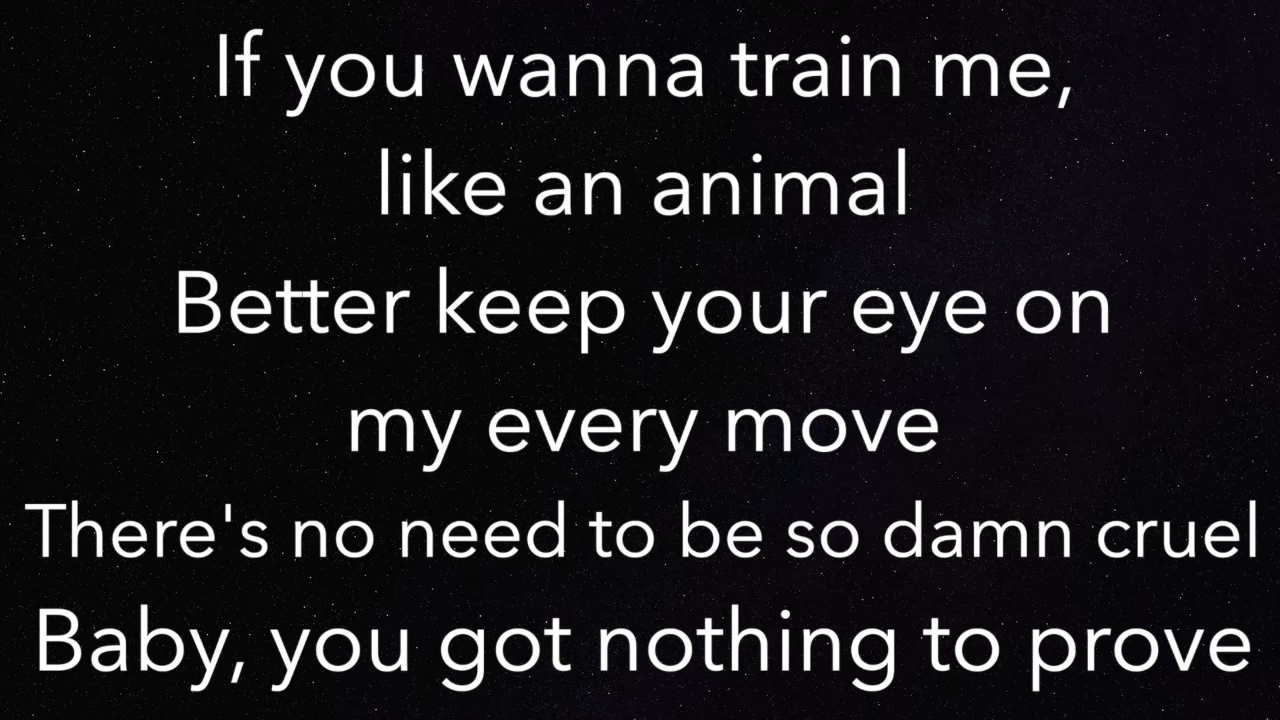 If you wanna train me,
like an animal
Better keep your eye on
my every move
There's no need to be so damn cruel
Baby, you got nothing to prove